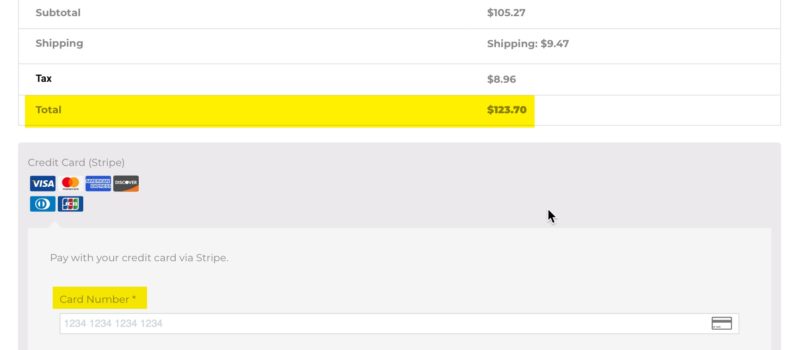 Subtotal $105.27
Shipping Shipping: $9.47
Tax $8.96
Total $123.70
Credit Card (Stripe)
VISA mastercard AMERICAN EXPRESS DISCOVER
JCB
Pay with your credit card via Stripe.
Card Number *
1234 1234 1234 1234